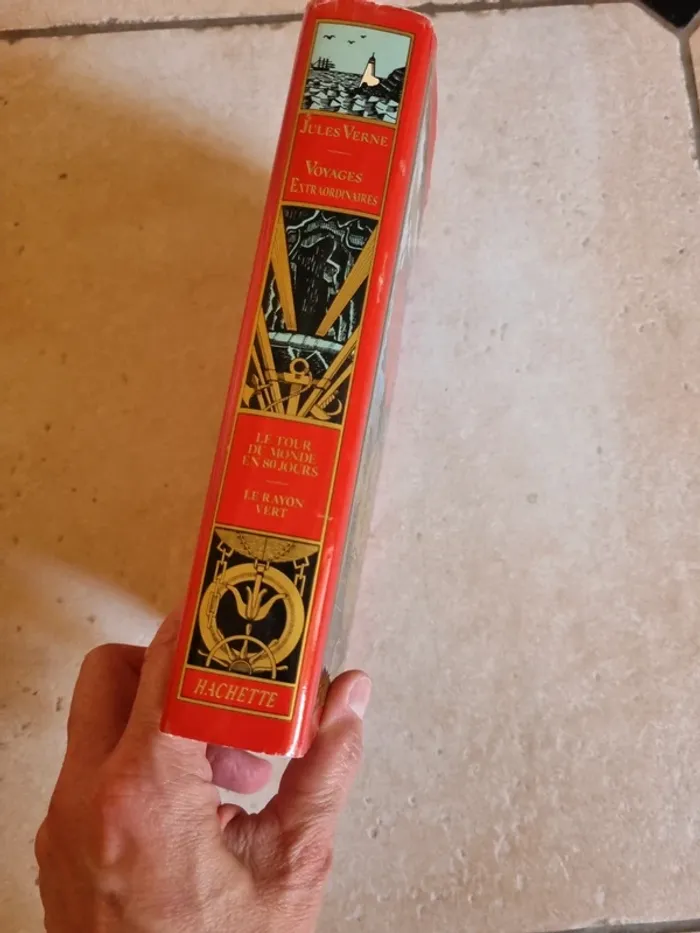 JULES VERNE
VOYAGES
EXTRAORDINAIRES
LE TOUR
DU MONDE
EN 80 JOURS
LE RAYON
VERT
HACHETTE